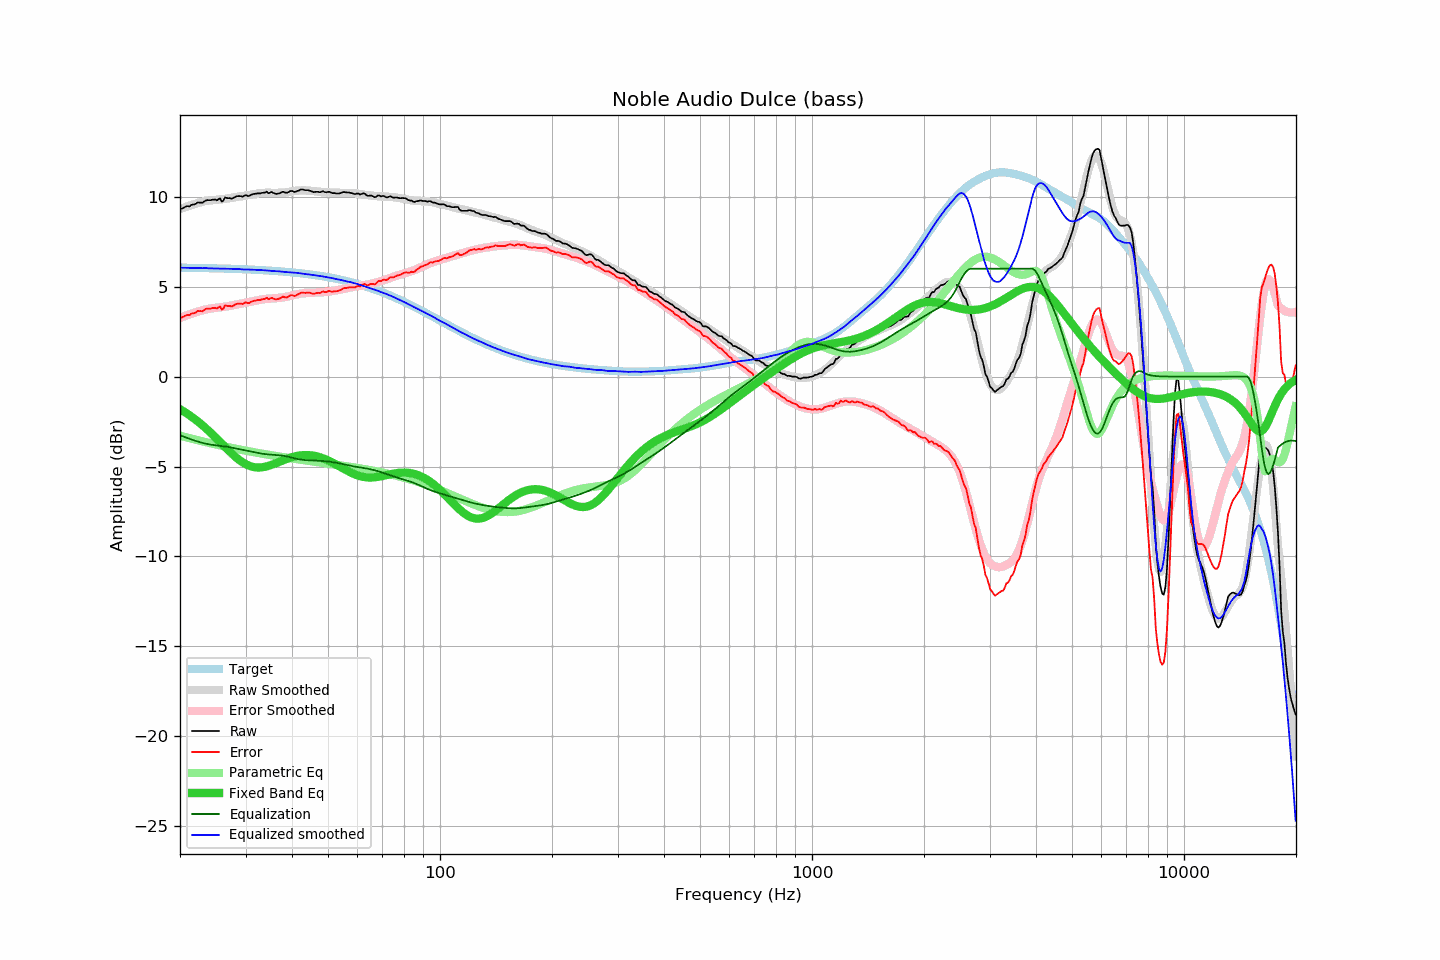 Noble Audio Dulce (bass)
Amplitude (dBr)
10
5
0
−5
−10
−15
−20
−25
Target
Raw Smoothed
Error Smoothed
Raw
Error
Parametric Eq
Fixed Band Eq
Equalization
Equalized smoothed
100
1000
10000
Frequency (Hz)